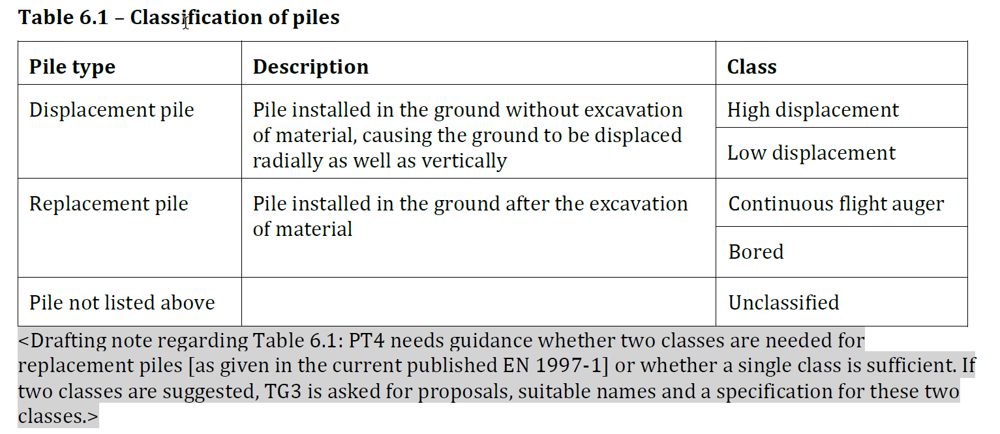 Table 6.1 – Classification of piles
Pile type
Description
Class
Displacement pile
Pile installed in the ground without excavation
of material, causing the ground to be displaced
radially as well as vertically
High displacement
Low displacement
Replacement pile
Pile installed in the ground after the excavation
of material
Continuous flight auger
Bored
Pile not listed above
Unclassified
<Drafting note regarding Table 6.1: PT4 needs guidance whether two classes are needed for
replacement piles [as given in the current published EN 1997-1] or whether a single class is sufficient. If
two classes are suggested, TG3 is asked for proposals, suitable names and a specification for these two
classes.>